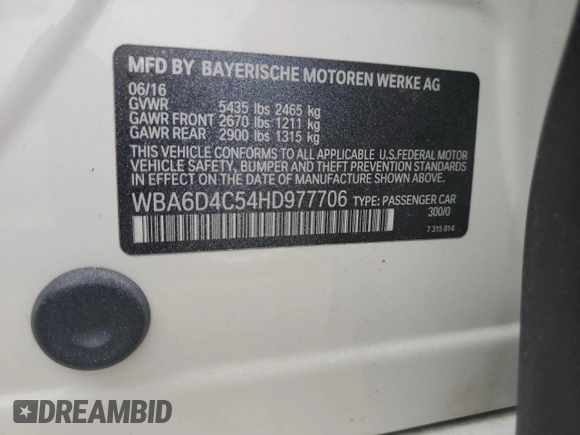 MFD BY BAYERISCHE MOTOREN WERKE AG
06/16
GVWR 5435 lbs 2465 kg
GAWR FRONT 2670 lbs 1211 kg
GAWR REAR 2900 lbs 1315 kg
THIS VEHICLE CONFORMS TO ALL APPLICABLE U.S.FEDERAL MOTOR
VEHICLE SAFETY, BUMPER AND THEFT PREVENTION STANDARDS
IN EFFECT ON THE DATE OF MANUFACTURE SHOWN ABOVE.
WBA6D4C54HD977706 TYPE: PASSENGER CAR
300/0
7 315 814
DREAMBID